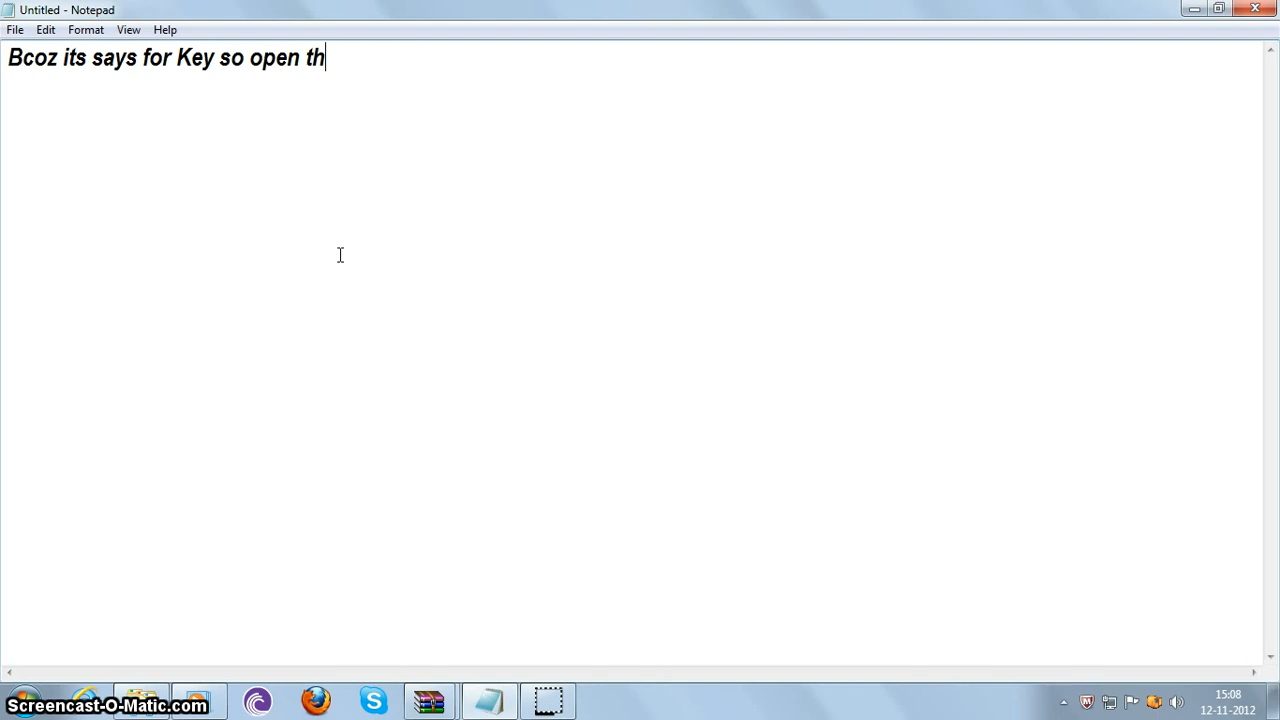 Untitled - Notepad
File Edit Format View Help
Bcoz its says for Key so open th
Screencast-O-Matic.com
15:08
12-11-2012